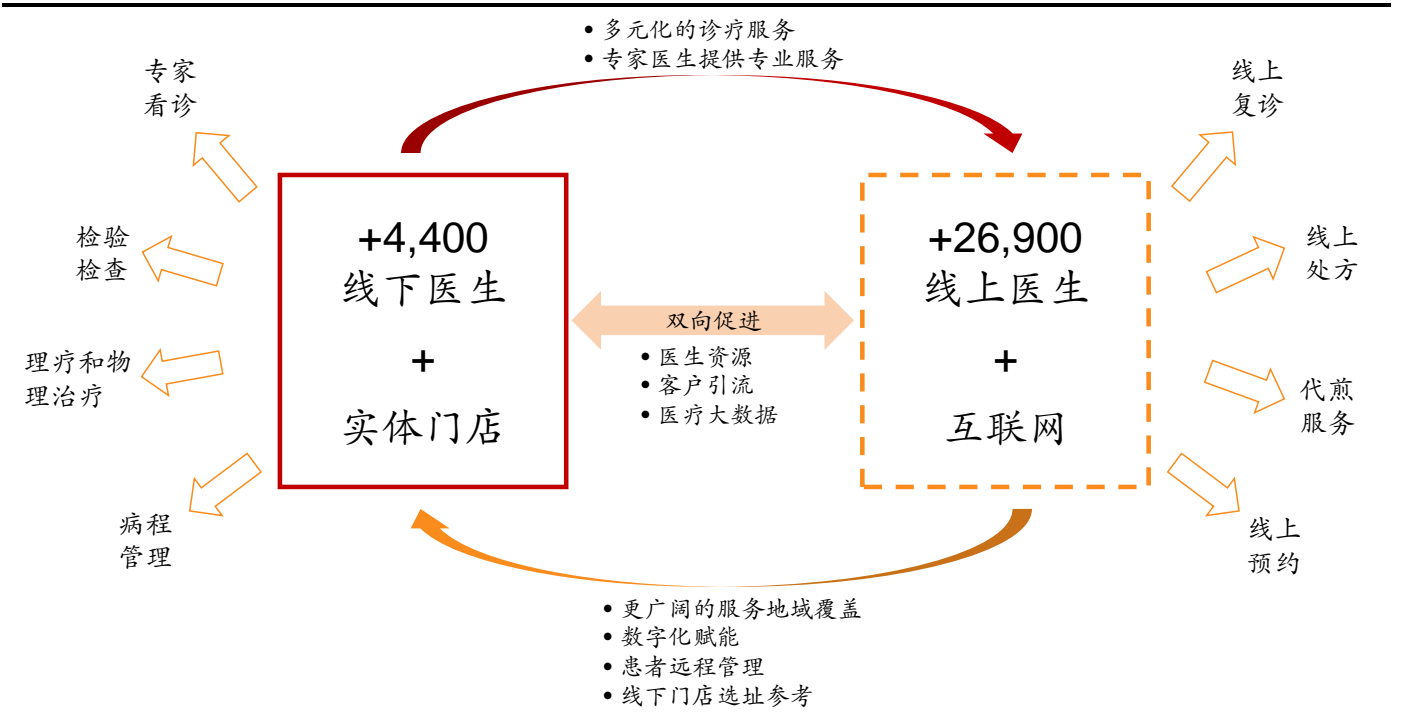 • 多元化的诊疗服务
• 专家医生提供专业服务
专家
看诊
线上
复诊
检验
检查
+4,400
线下医生
+
实体门店
理疗和物
理治疗
病程
管理
双向促进
• 医生资源
• 客户引流
• 医疗大数据
+26,900
线上医生
+
互联网
线上
处方
代煎
服务
线上
预约
• 更广阔的服务地域覆盖
• 数字化赋能
• 患者远程管理
• 线下门店选址参考